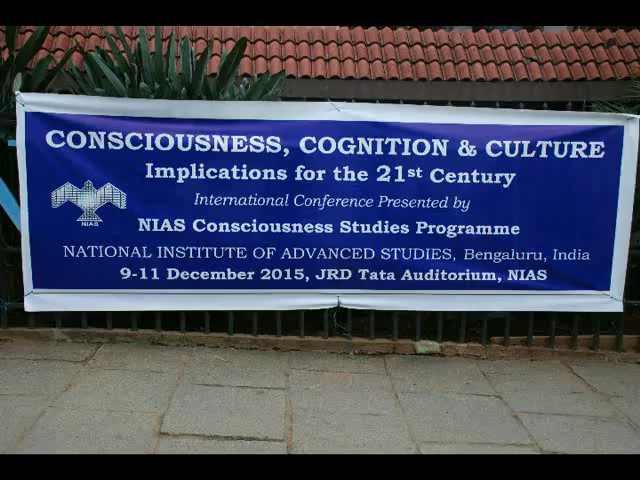 CONSCIOUSNESS, COGNITION & CULTURE
Implications for the 21st Century
International Conference Presented by
NIAS
NIAS Consciousness Studies Programme
NATIONAL INSTITUTE OF ADVANCED STUDIES, Bengaluru, India
9-11 December 2015, JRD Tata Auditorium, NIAS